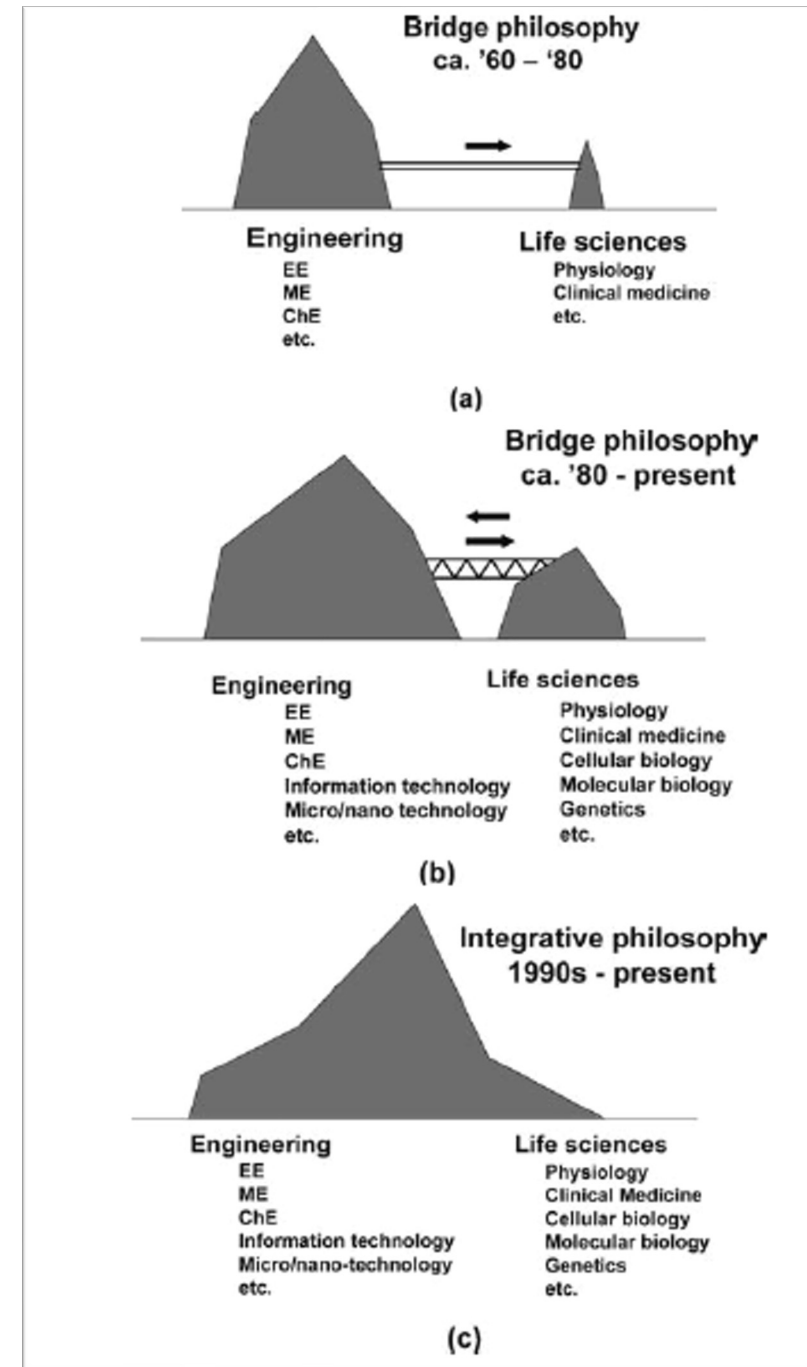 Bridge philosophy
ca. '60 – '80
Engineering
EE
ME
ChE
etc.
Life sciences
Physiology
Clinical medicine
etc.
(a)
Bridge philosophy
ca. '80 - present
Engineering
EE
ME
ChE
Information technology
Micro/nano technology
etc.
Life sciences
Physiology
Clinical medicine
Cellular biology
Molecular biology
Genetics
etc.
(b)
Integrative philosophy
1990s - present
Engineering
EE
ME
ChE
Information technology
Micro/nano-technology
etc.
Life sciences
Physiology
Clinical Medicine
Cellular biology
Molecular biology
Genetics
etc.
(c)